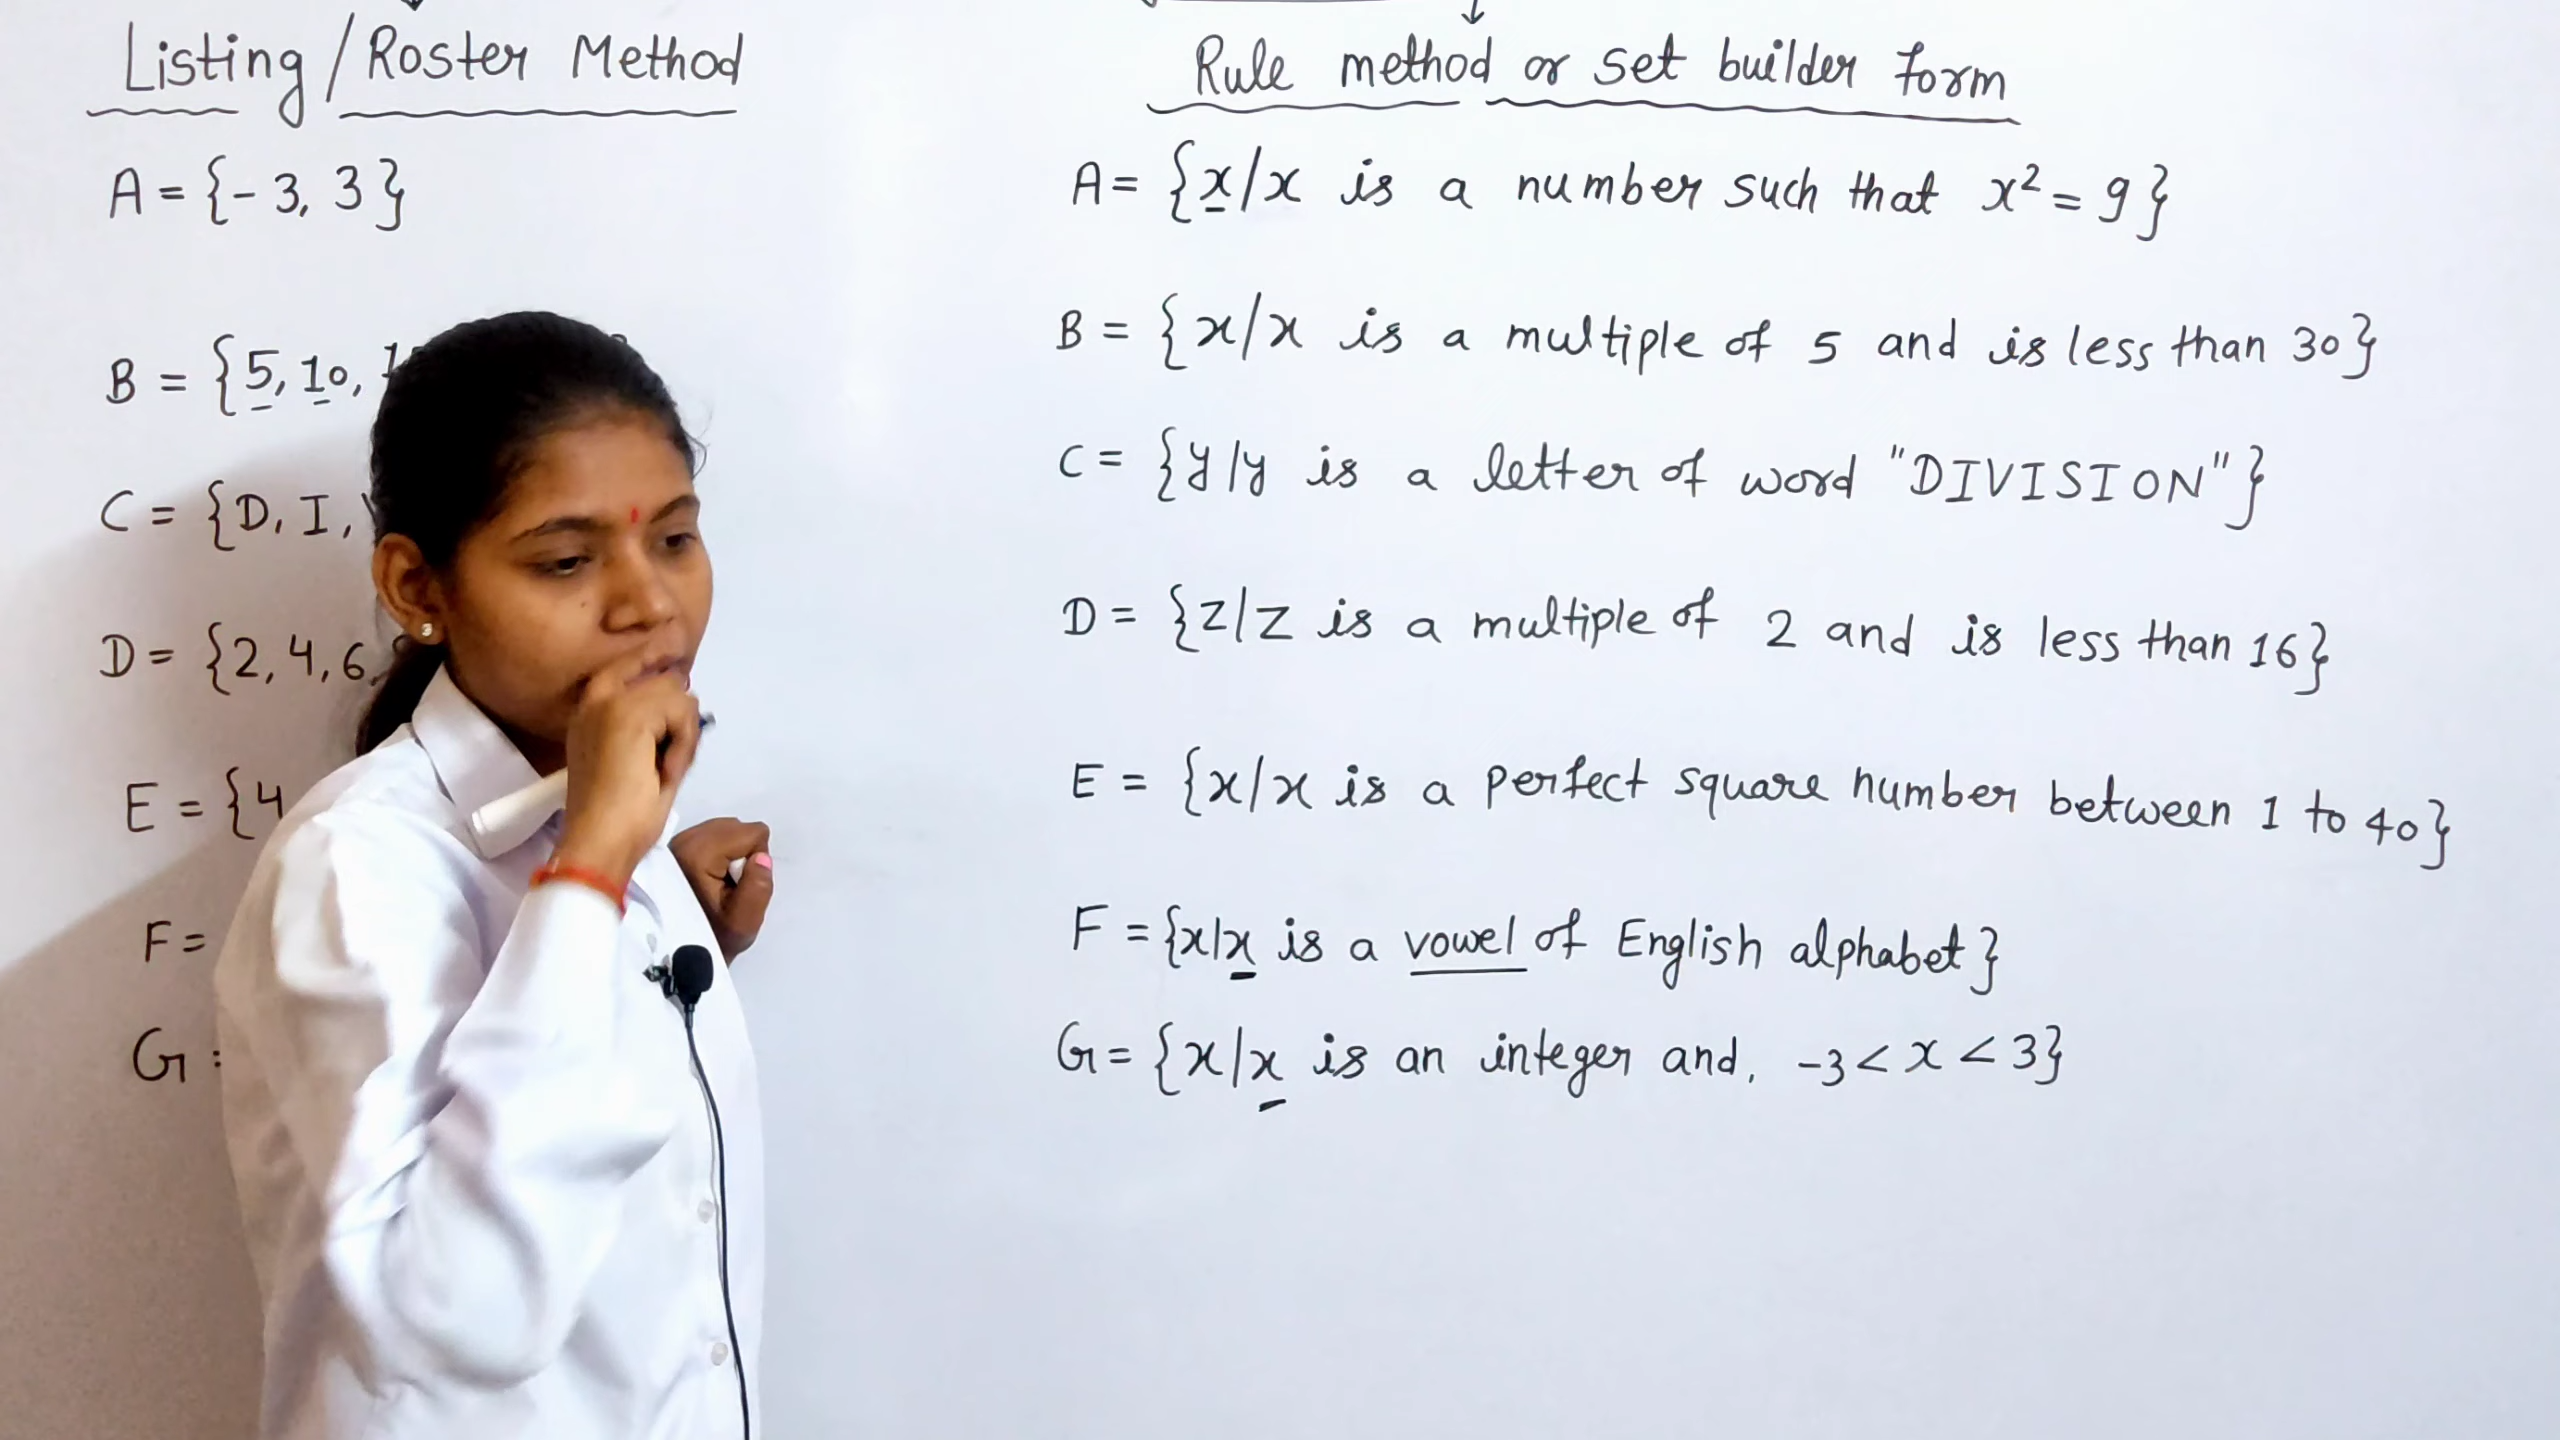 Listing/Roster Method
A = {-3, 3}
B = {5, 10,
C = {D, I,
D = {2, 4, 6,
E = {4
F =
G
Rule method or set builder form
A = {x/x is a number such that x² = 9}
B = {x/x is a multiple of 5 and is less than 30}
C = {y/y is a letter of word "DIVISION"}
D = {z/z is a multiple of 2 and is less than 16}
E = {x/x is a perfect square number between 1 to 40}
F = {x|x is a vowel of English alphabet}
G = {x/x is an integer and, -3 < x < 3}